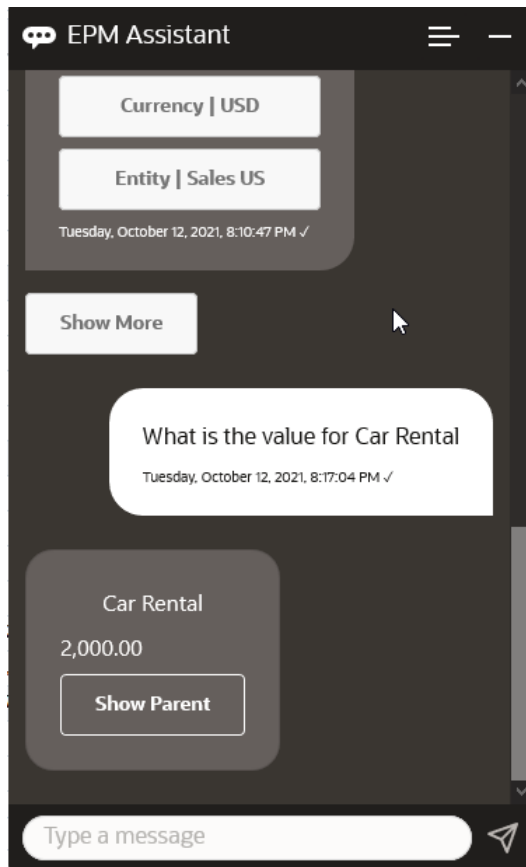 EPM Assistant
Currency | USD
Entity | Sales US
Tuesday, October 12, 2021, 8:10:47 PM ✓
Show More
What is the value for Car Rental
Tuesday, October 12, 2021, 8:17:04 PM ✓
Car Rental
2,000.00
Show Parent
Type a message